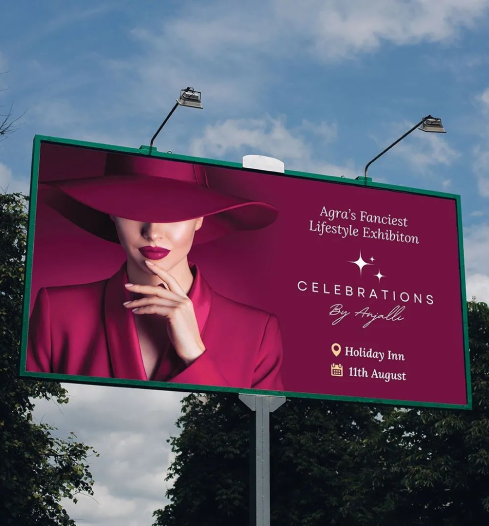 Agra's Fanciest
Lifestyle Exhibiton
CELEBRATIONS
By Anjalli
Holiday Inn
11th August